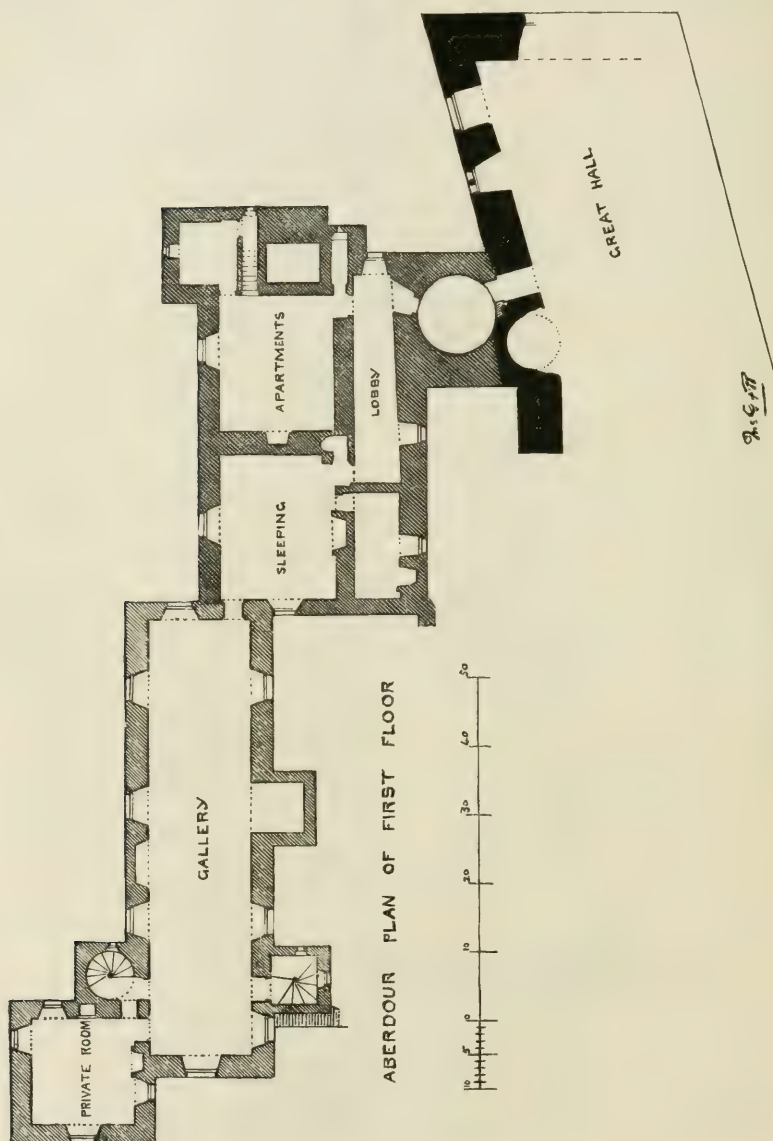 PRIVATE ROOM
GALLERY
SLEEPING
APARTMENTS
LOBBY
GREAT HALL
ABERDOUR PLAN OF FIRST FLOOR
10 5 0 10 20 30 40 50